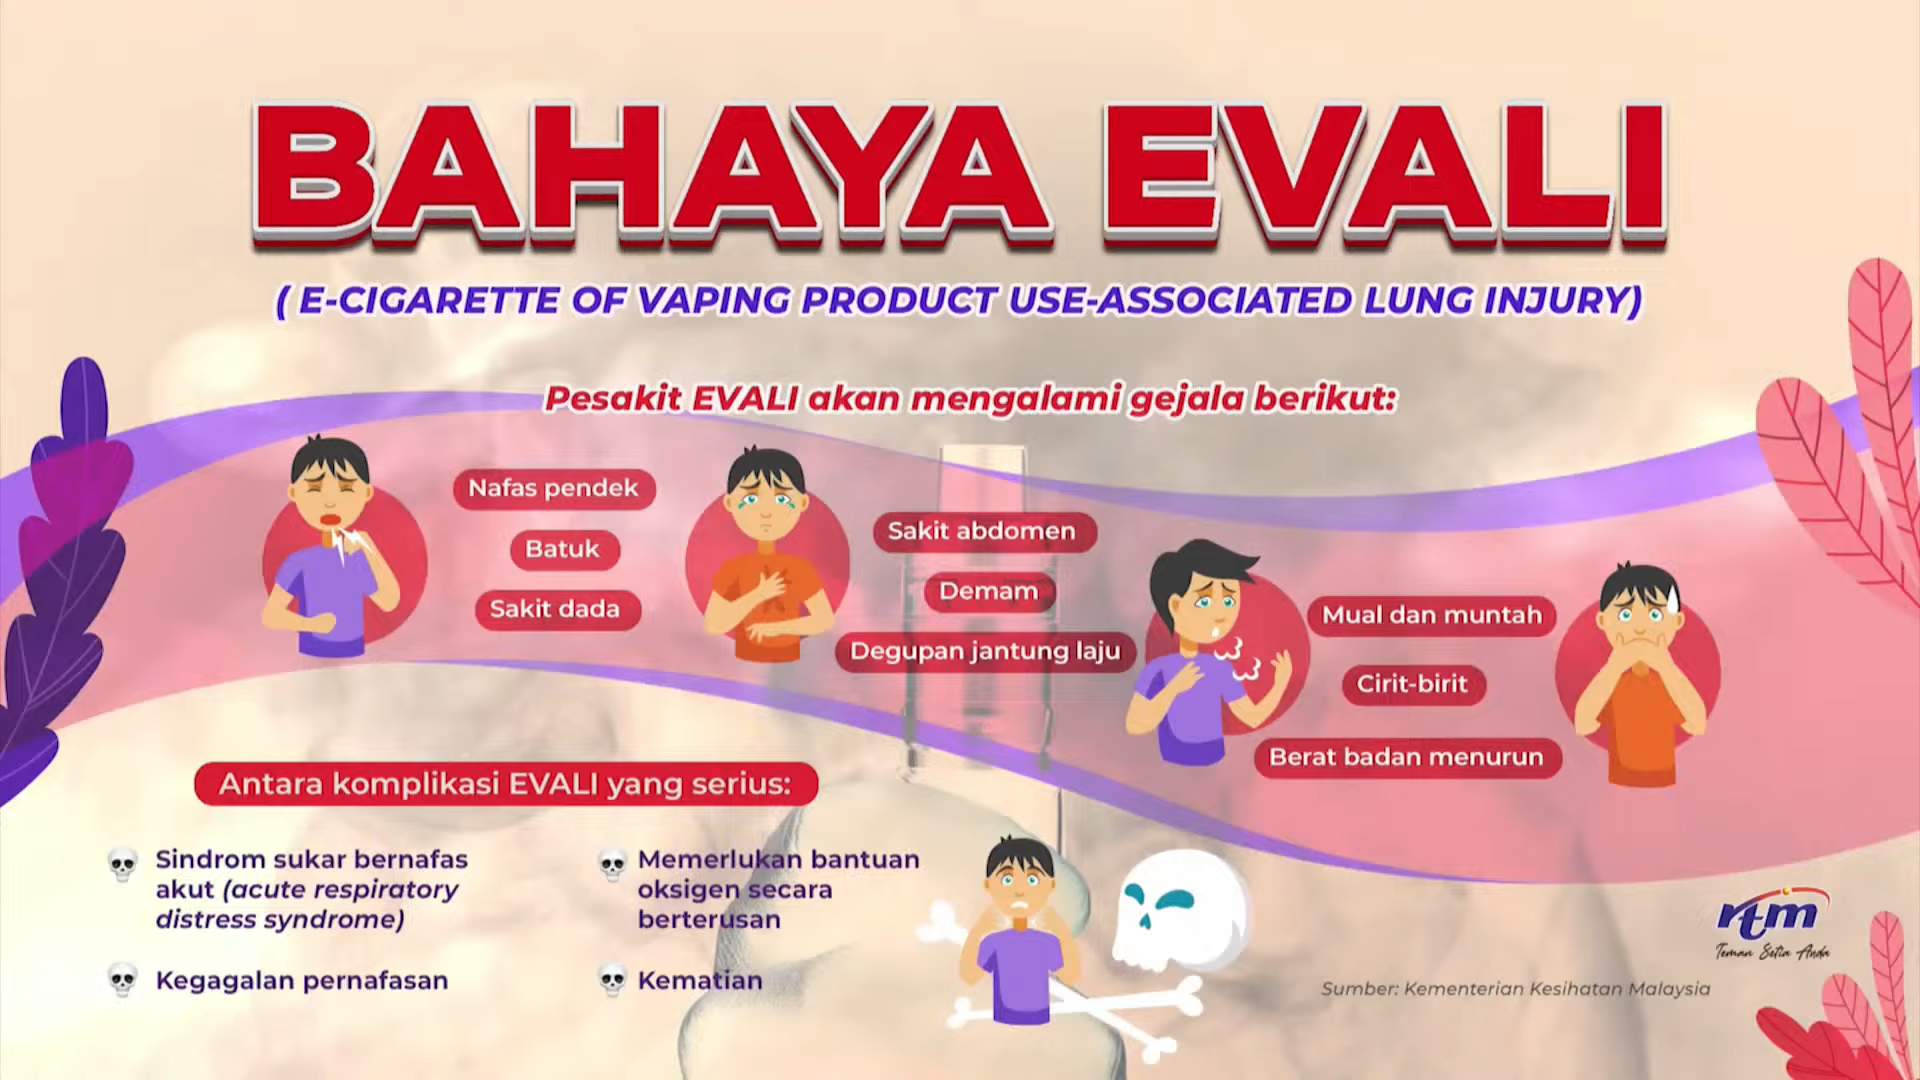 BAHAYA EVALI
( E-CIGARETTE OF VAPING PRODUCT USE-ASSOCIATED LUNG INJURY)
Pesakit EVALI akan mengalami gejala berikut:
Nafas pendek
Batuk
Sakit dada
Sakit abdomen
Demam
Degupan jantung laju
Mual dan muntah
Cirit-birit
Berat badan menurun
Antara komplikasi EVALI yang serius:
Sindrom sukar bernafas
akut (acute respiratory
distress syndrome)
Kegagalan pernafasan
Memerlukan bantuan
oksigen secara
berterusan
Kematian
rtm
Teman Setia Anda
Sumber: Kementerian Kesihatan Malaysia